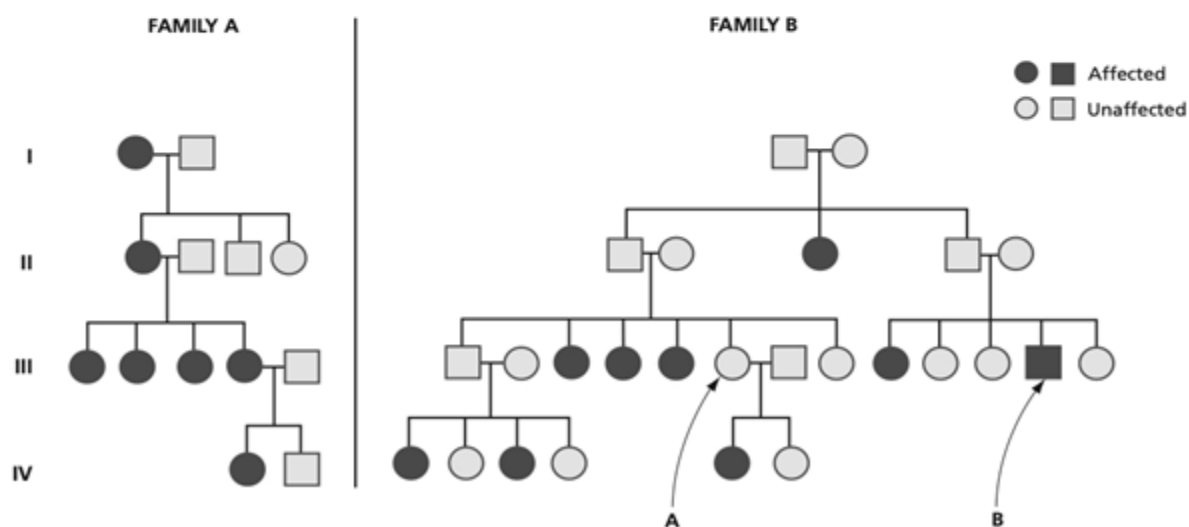 FAMILY A
FAMILY B
Affected
Unaffected
I
II
III
IV
A
B